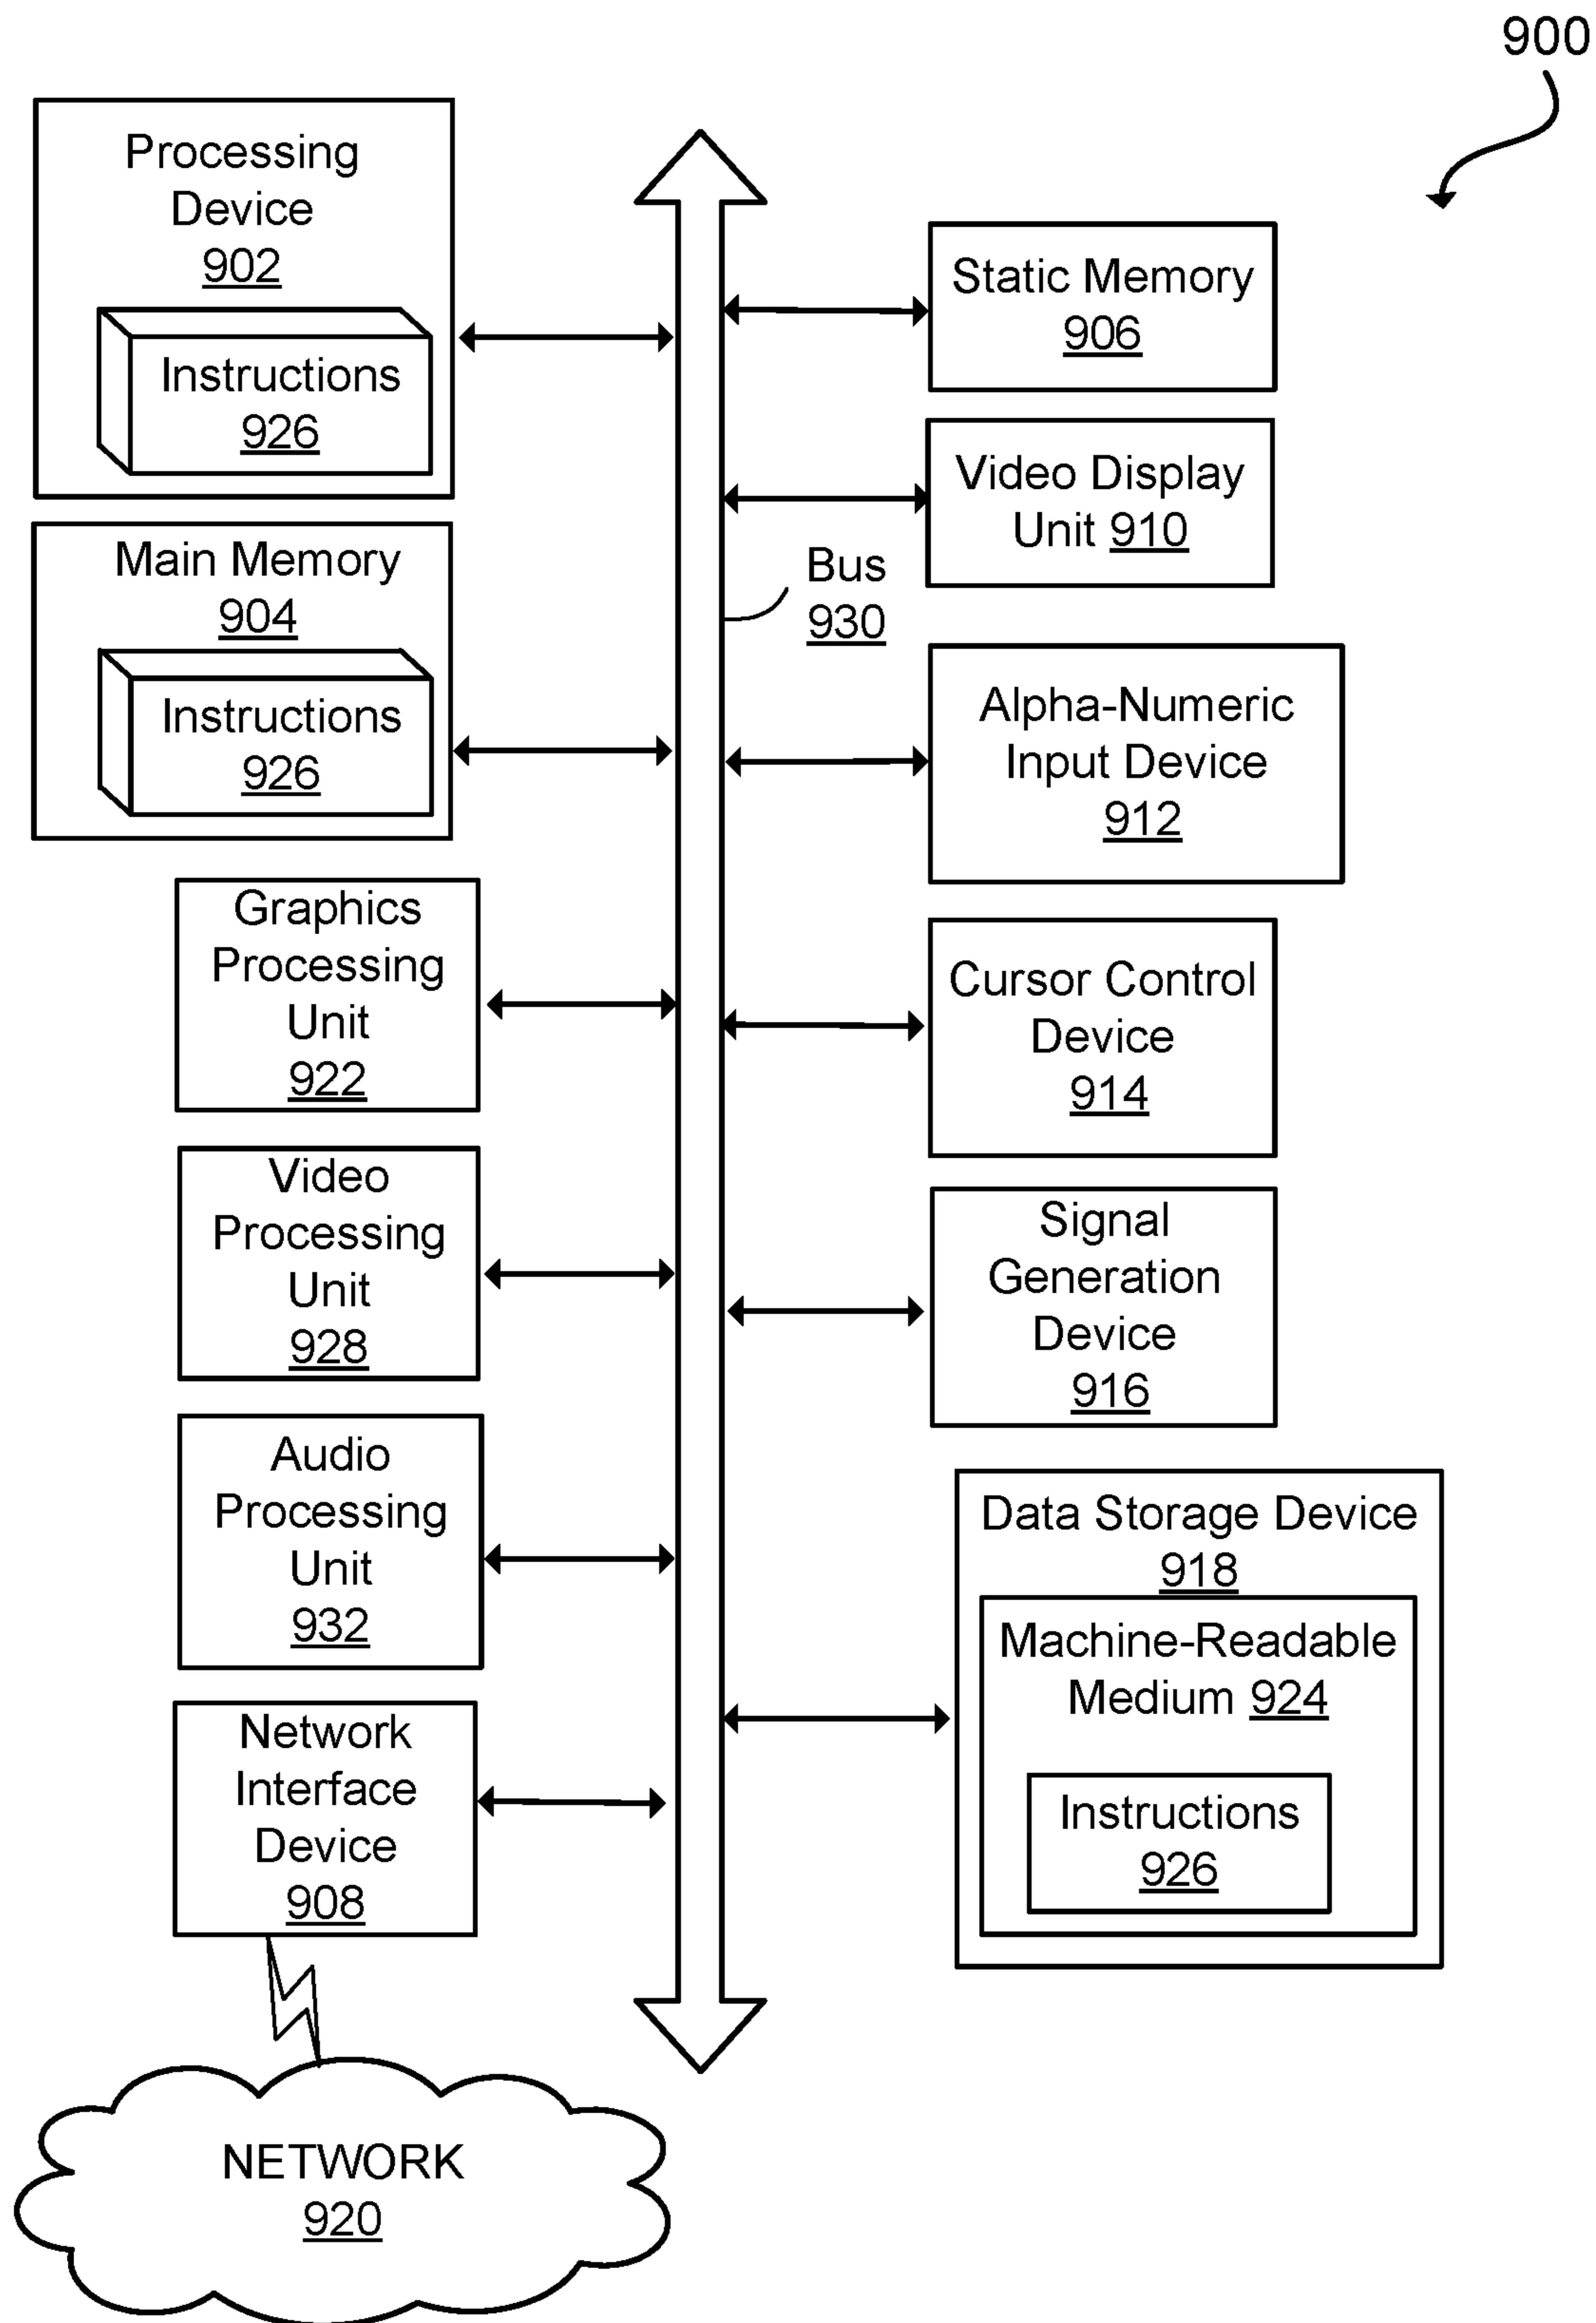 900
Processing
Device
902
Instructions
926
Main Memory
904
Instructions
926
Graphics
Processing
Unit
922
Video
Processing
Unit
928
Audio
Processing
Unit
932
Network
Interface
Device
908
NETWORK
920
Bus
930
Static Memory
906
Video Display
Unit 910
Alpha-Numeric
Input Device
912
Cursor Control
Device
914
Signal
Generation
Device
916
Data Storage Device
918
Machine-Readable
Medium 924
Instructions
926